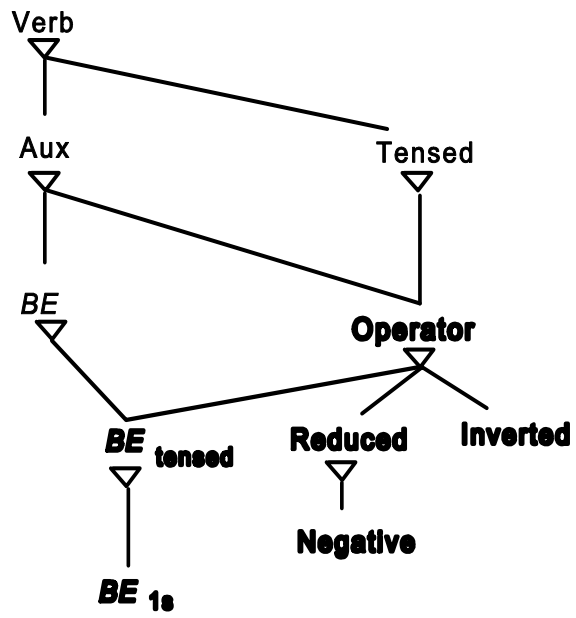 Verb
Aux
Tensed
BE
Operator
BE tensed
Reduced
Inverted
Negative
BE 1s